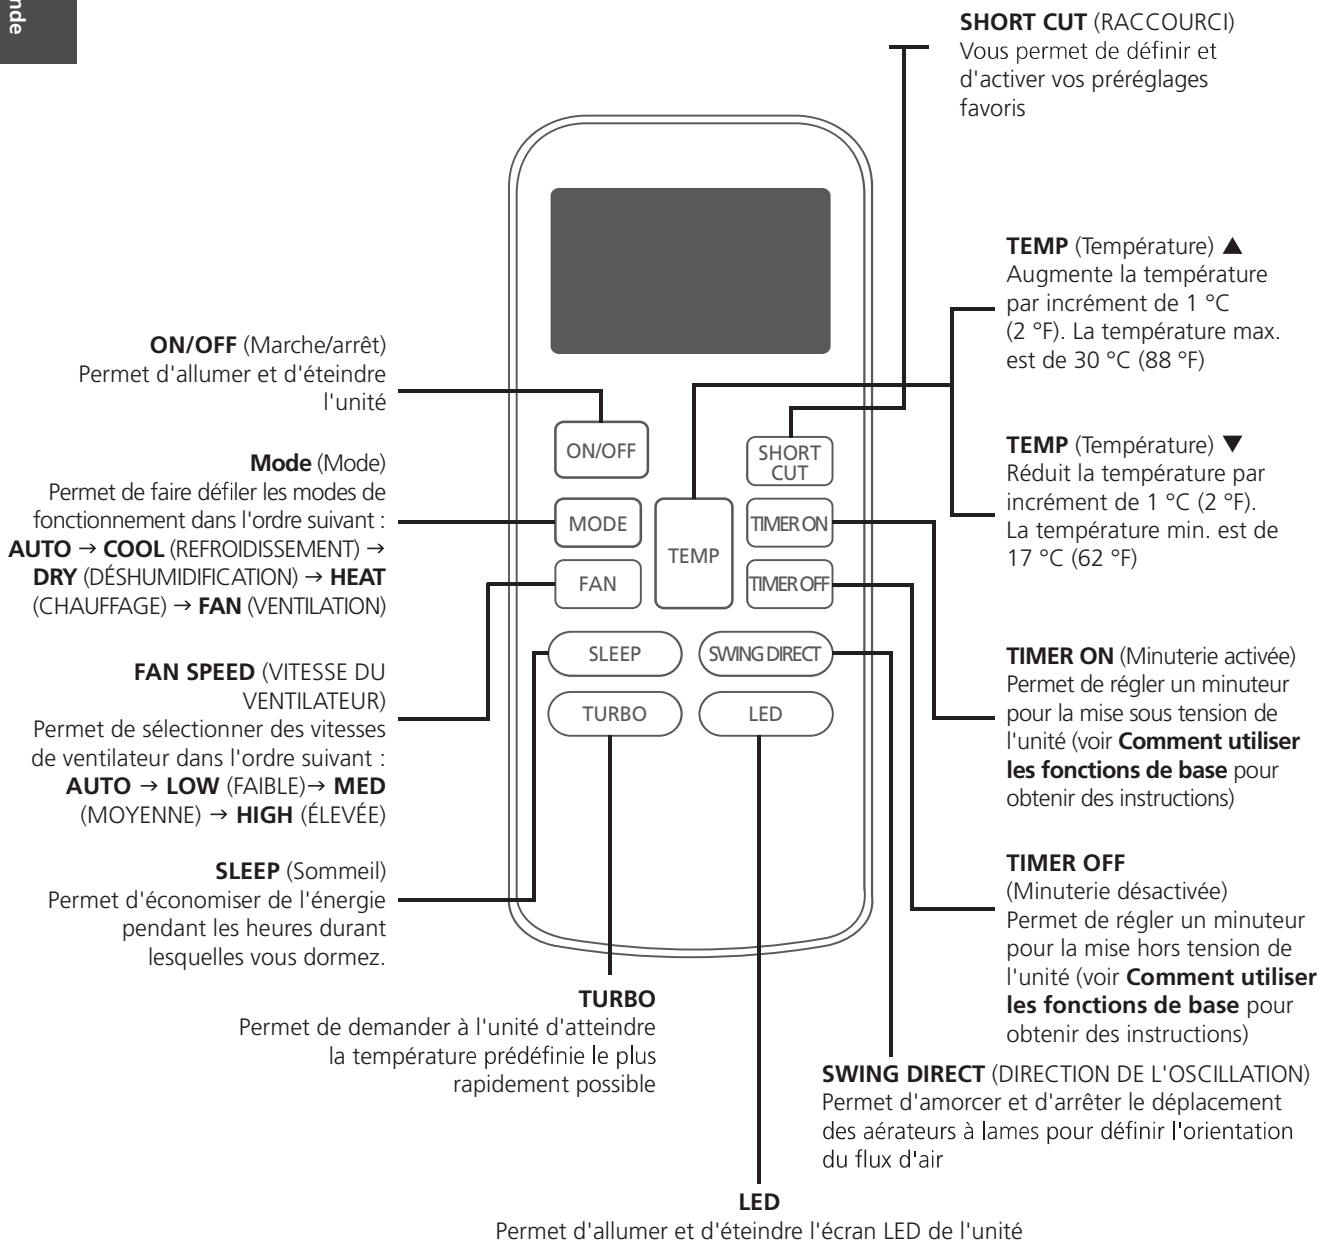 nde
SHORT CUT (RACCOURCI)
Vous permet de définir et
d'activer vos préréglages
favoris
TEMP (Température) ▲
Augmente la température
par incrément de 1 °C
(2 °F). La température max.
est de 30 °C (88 °F)
TEMP (Température) ▼
Réduit la température par
incrément de 1 °C (2 °F).
La température min. est de
17 °C (62 °F)
ON/OFF (Marche/arrêt)
Permet d'allumer et d'éteindre
l'unité
Mode (Mode)
Permet de faire défiler les modes de
fonctionnement dans l'ordre suivant :
AUTO → COOL (REFROIDISSEMENT) →
DRY (DÉSHUMIDIFICATION) → HEAT
(CHAUFFAGE) → FAN (VENTILATION)
FAN SPEED (VITESSE DU
VENTILATEUR)
Permet de sélectionner des vitesses
de ventilateur dans l'ordre suivant :
AUTO → LOW (FAIBLE)→ MED
(MOYENNE) → HIGH (ÉLEVÉE)
SLEEP (Sommeil)
Permet d'économiser de l'énergie
pendant les heures durant
lesquelles vous dormez.
ON/OFF
SHORT
CUT
MODE
TEMP
TIMER ON
FAN
TIMER OFF
SLEEP
SWING DIRECT
TURBO
LED
TIMER ON (Minuterie activée)
Permet de régler un minuteur
pour la mise sous tension de
l'unité (voir Comment utiliser
les fonctions de base pour
obtenir des instructions)
TIMER OFF
(Minuterie désactivée)
Permet de régler un minuteur
pour la mise hors tension de
l'unité (voir Comment utiliser
les fonctions de base pour
obtenir des instructions)
TURBO
Permet de demander à l'unité d'atteindre
la température prédéfinie le plus
rapidement possible
SWING DIRECT (DIRECTION DE L'OSCILLATION)
Permet d'amorcer et d'arrêter le déplacement
des aérateurs à lames pour définir l'orientation
du flux d'air
LED
Permet d'allumer et d'éteindre l'écran LED de l'unité